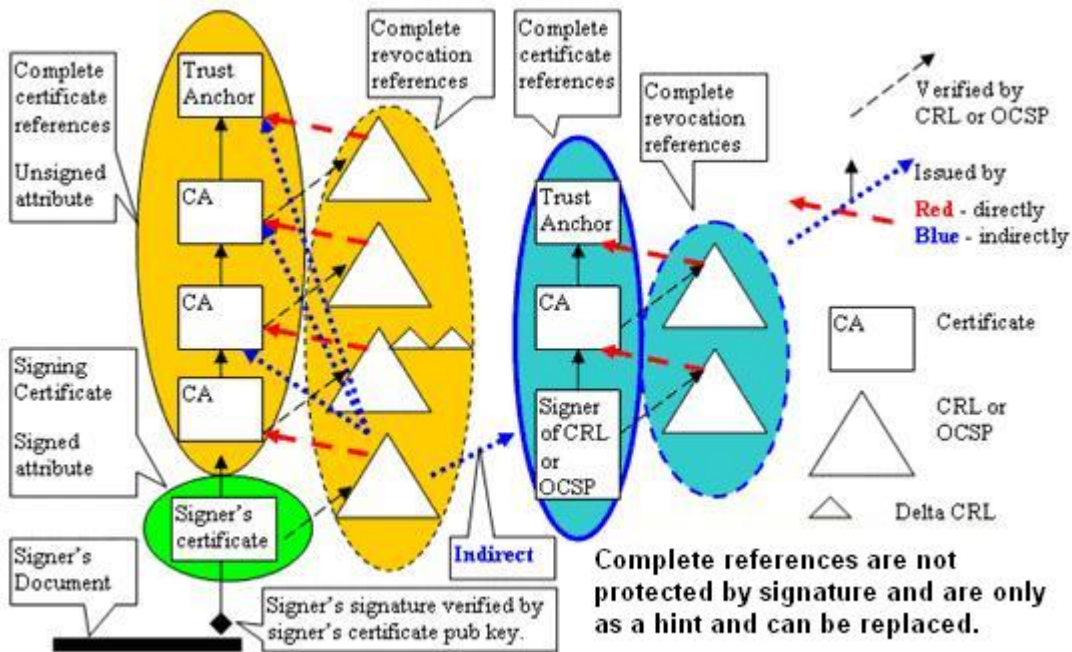 Complete
certificate
references
Unsigned
attribute
Trust
Anchor
CA
CA
CA
Signing
Certificate
Signed
attribute
Signer's
certificate
Signer's
Document
Signer's signature verified by
signer's certificate pub key.
Complete
revocation
references
Complete
certificate
references
Complete
revocation
references
Trust
Anchor
CA
Signer
of CRL
or
OCSP
Indirect
Verified by
CRL or OCSP
Issued by
Red - directly
Blue - indirectly
CA
Certificate
CRL or
OCSP
Delta CRL
Complete references are not
protected by signature and are only
as a hint and can be replaced.